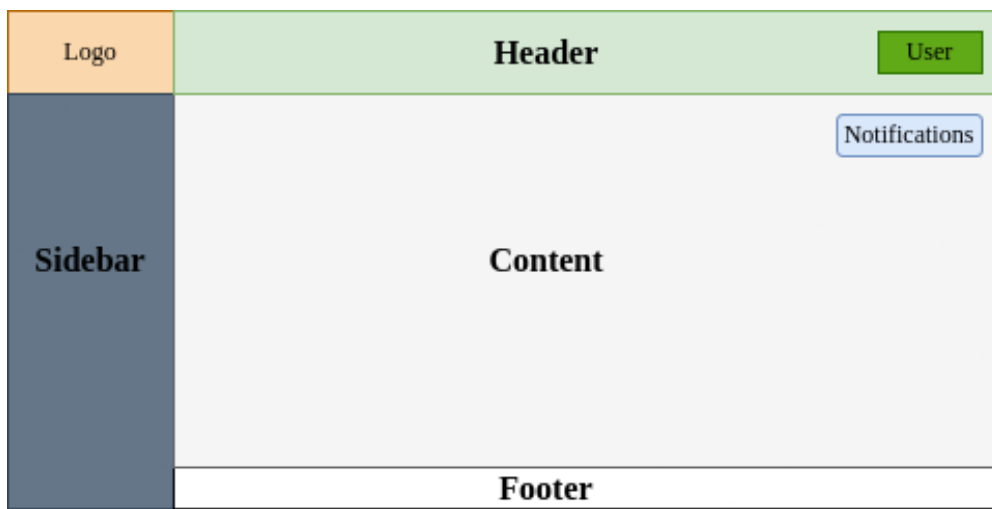 Logo
Header
User
Notifications
Sidebar
Content
Footer